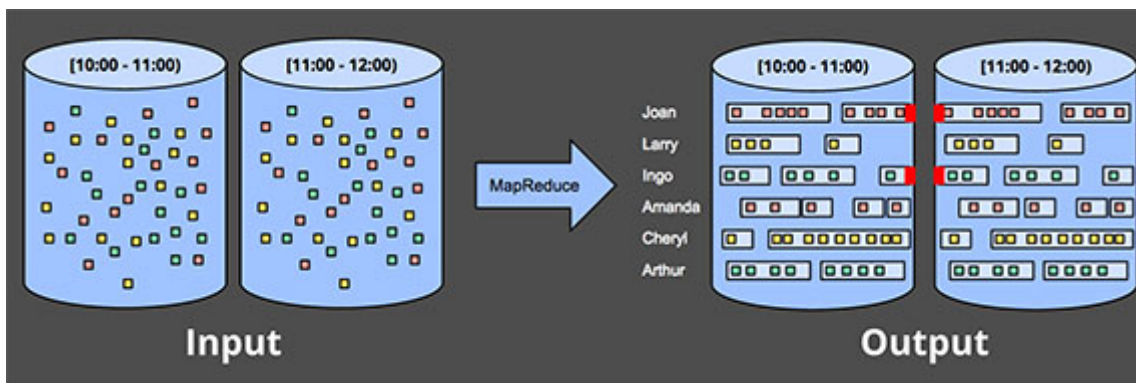 [10:00 - 11:00)
[11:00 - 12:00)
[10:00 - 11:00)
[11:00 - 12:00)
MapReduce
Joan
Larry
Ingo
Amanda
Cheryl
Arthur
Input
Output